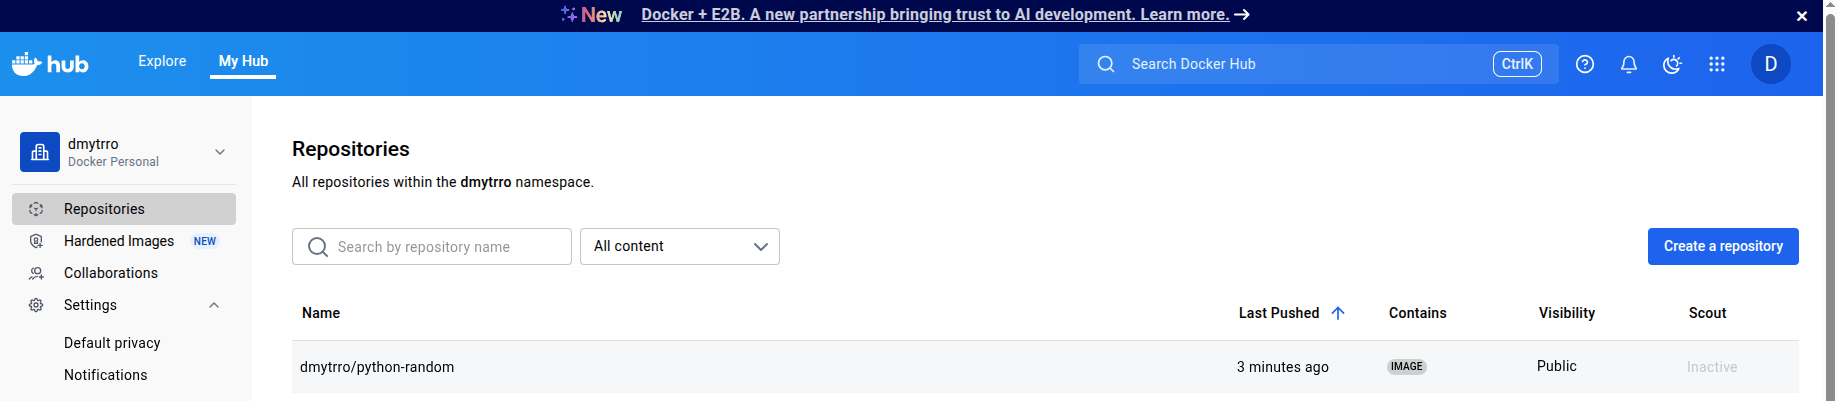 New Docker + E2B. A new partnership bringing trust to AI development. Learn more.
hub Explore My Hub Search Docker Hub CtrlK D
dmytrro
Docker Personal
Repositories
Hardened Images NEW
Collaborations
Settings
Default privacy
Notifications
Repositories
All repositories within the dmytrro namespace.
Search by repository name All content Create a repository
Name Last Pushed Contains Visibility Scout
dmytrro/python-random 3 minutes ago IMAGE Public Inactive